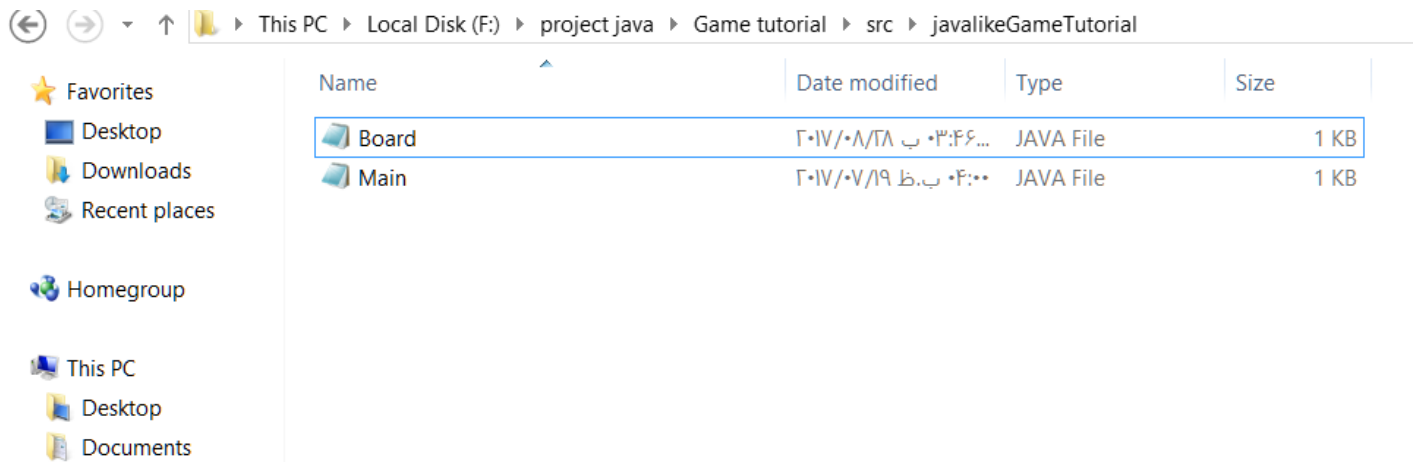 This PC Local Disk (F:) project java Game tutorial src javalikeGameTutorial
Favorites
Desktop
Downloads
Recent places
Homegroup
This PC
Desktop
Documents
Name Date modified Type Size
Board ۲۰۱۷/۰۸/۲۸ ۰۳:۴۶ ب... JAVA File 1 KB
Main ۲۰۱۷/۰۷/۱۹ ۰۴:۰۰ ب.ظ JAVA File 1 KB